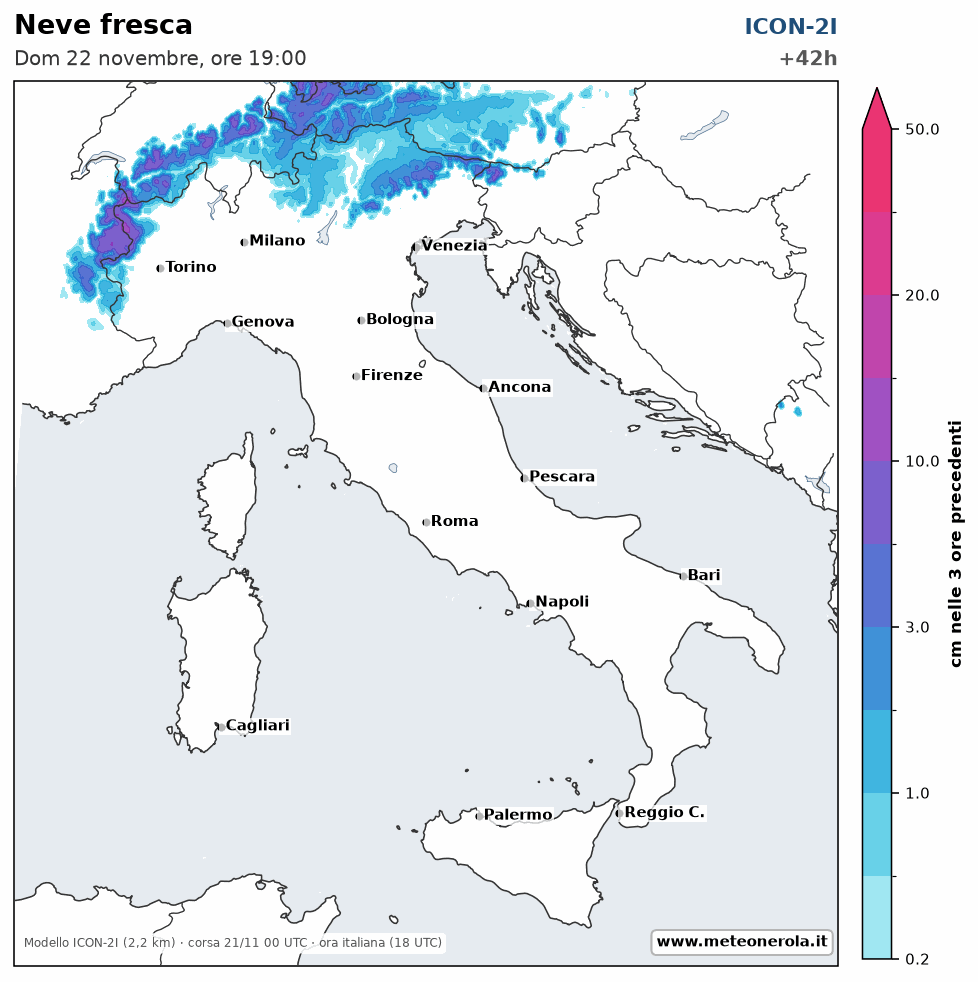 Neve fresca
ICON-2I
Dom 22 novembre, ore 19:00
+42h
Milano
Venezia
Torino
Genova
Bologna
Firenze
Ancona
Pescara
Roma
Bari
Napoli
Cagliari
Palermo
Reggio C.
50.0
20.0
10.0
3.0
1.0
0.2
cm nelle 3 ore precedenti
Modello ICON-2I (2,2 km) · corsa 21/11 00 UTC · ora italiana (18 UTC)
www.meteonerola.it